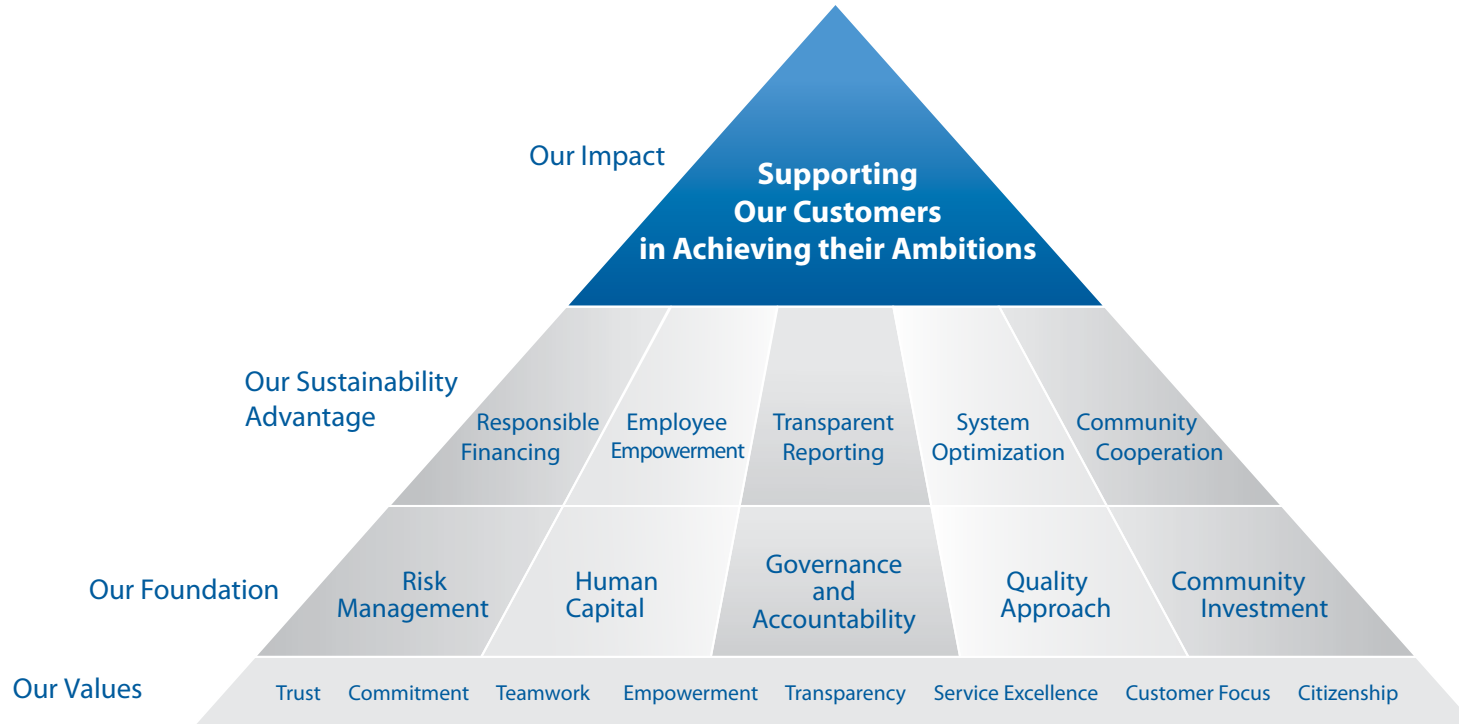 Our Impact
Supporting
Our Customers
in Achieving their Ambitions
Our Sustainability
Advantage
Responsible
Financing
Employee
Empowerment
Transparent
Reporting
System
Optimization
Community
Cooperation
Our Foundation
Risk
Management
Human
Capital
Governance
and
Accountability
Quality
Approach
Community
Investment
Our Values
Trust Commitment Teamwork Empowerment Transparency Service Excellence Customer Focus Citizenship